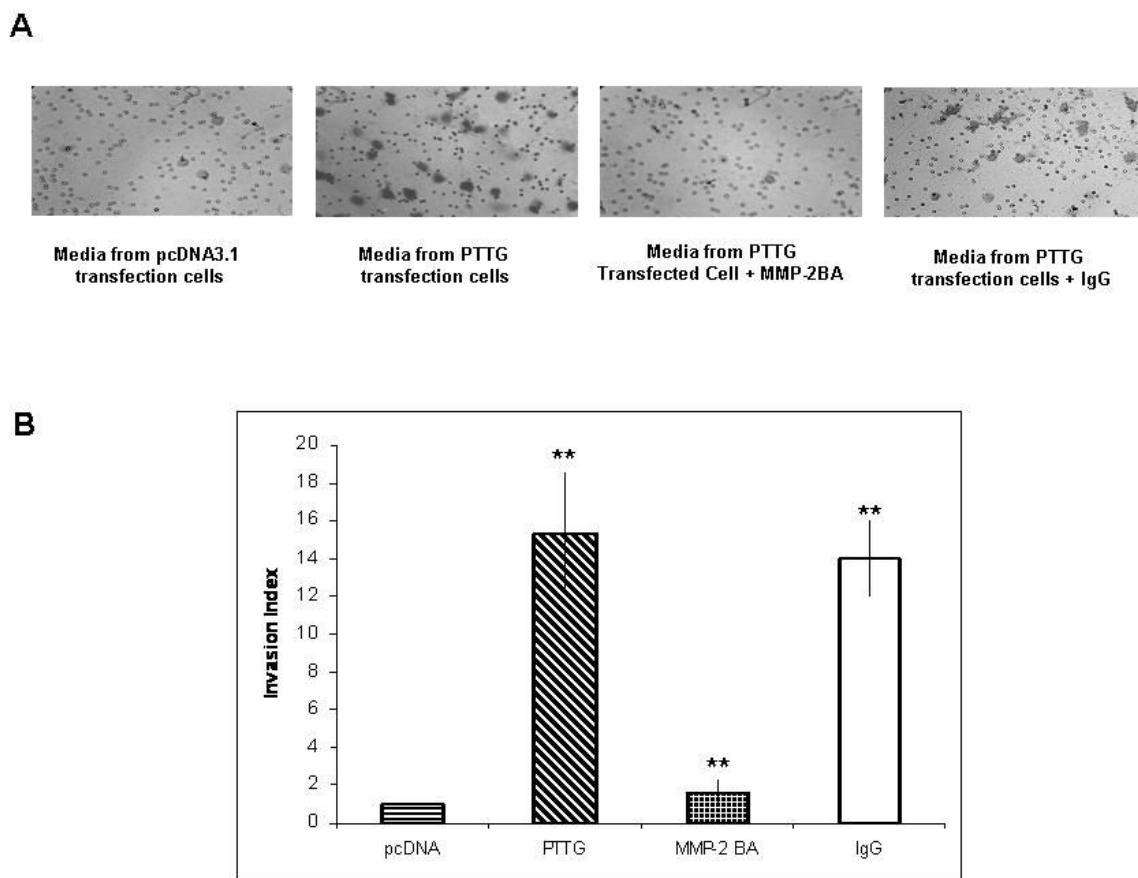 A
Media from pcDNA3.1
transfection cells
Media from PTTG
transfection cells
Media from PTTG
Transfected Cell + MMP-2BA
Media from PTTG
transfection cells + IgG
B
Invasion Index
20
18
16
14
12
10
8
6
4
2
0
**
**
**
pcDNA
PTTG
MMP-2 BA
IgG